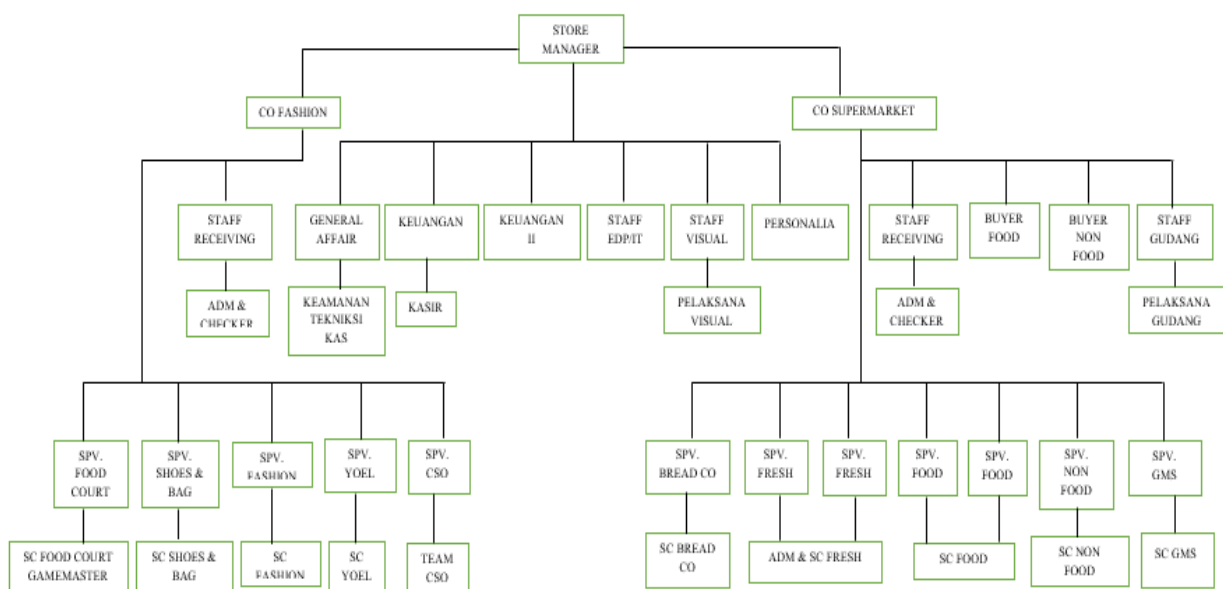 STORE
MANAGER
CO FASHION
CO SUPERMARKET
STAFF
RECEIVING
GENERAL
AFFAIR
KEUANGAN
KEUANGAN
II
STAFF
EDP/IT
STAFF
VISUAL
PERSONALIA
STAFF
RECEIVING
BUYER
FOOD
BUYER
NON
FOOD
STAFF
GUDANG
ADM &
CHECKER
KEAMANAN
TEKNIKSI
KAS
KASIR
PELAKSANA
VISUAL
ADM &
CHECKER
PELAKSANA
GUDANG
SPV.
FOOD
COURT
SPV.
SHOES &
BAG
SPV.
FASHION
SPV.
YOEL
SPV.
CSO
SPV.
BREAD CO
SPV.
FRESH
SPV.
FRESH
SPV.
FOOD
SPV.
FOOD
SPV.
NON
FOOD
SPV.
GMS
SC FOOD COURT
GAMEMASTER
SC SHOES &
BAG
SC
FASHION
SC
YOEL
TEAM
CSO
SC BREAD
CO
ADM & SC FRESH
SC FOOD
SC NON
FOOD
SC GMS